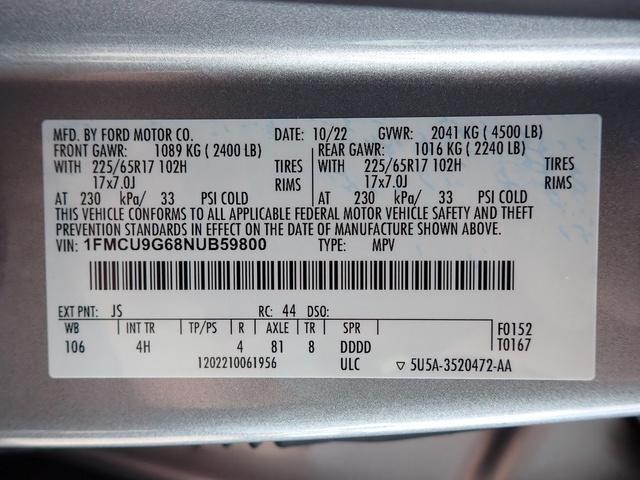 MFD. BY FORD MOTOR CO. DATE: 10/22 GVWR: 2041 KG ( 4500 LB)
FRONT GAWR: 1089 KG ( 2400 LB) REAR GAWR: 1016 KG ( 2240 LB)
WITH 225/65R17 102H TIRES WITH 225/65R17 102H TIRES
17x7.0J RIMS 17x7.0J RIMS
AT 230 kPa/ 33 PSI COLD AT 230 kPa/ 33 PSI COLD
THIS VEHICLE CONFORMS TO ALL APPLICABLE FEDERAL MOTOR VEHICLE SAFETY AND THEFT
PREVENTION STANDARDS IN EFFECT ON THE DATE OF MANUFACTURE SHOWN ABOVE.
VIN: 1FMCU9G68NUB59800 TYPE: MPV
EXT PNT: JS RC: 44 DSO:
WB INT TR TP/PS R AXLE TR SPR F0152
106 4H 4 81 8 DDDD T0167
1202210061956 ULC ▽ 5U5A-3520472-AA